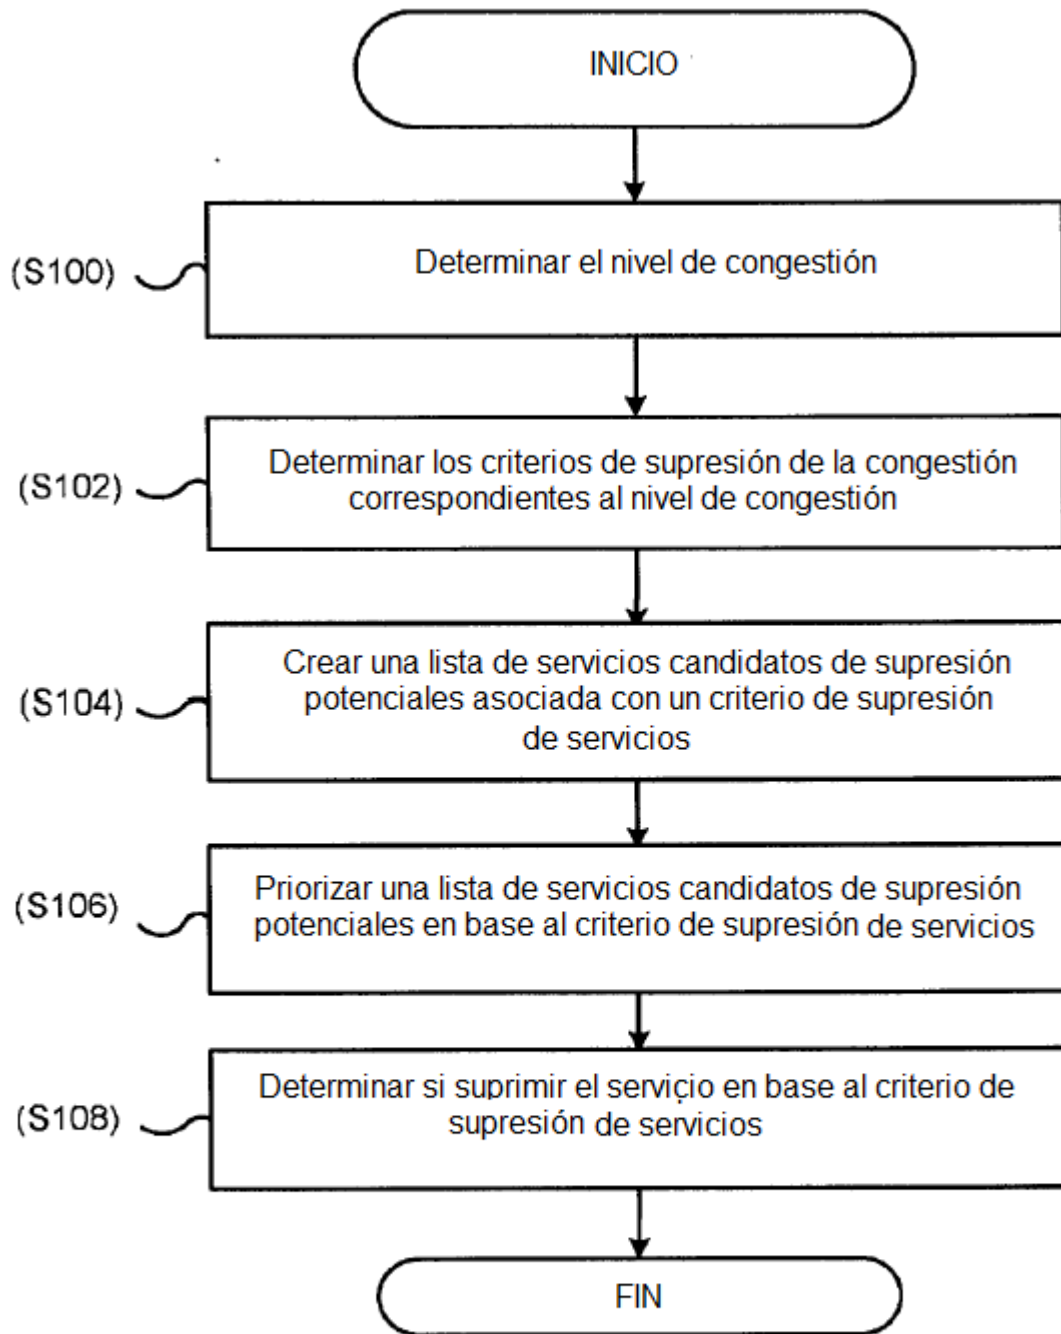 INICIO
(S100)
Determinar el nivel de congestión
(S102)
Determinar los criterios de supresión de la congestión
correspondientes al nivel de congestión
(S104)
Crear una lista de servicios candidatos de supresión
potenciales asociada con un criterio de supresión
de servicios
(S106)
Priorizar una lista de servicios candidatos de supresión
potenciales en base al criterio de supresión de servicios
(S108)
Determinar si suprimir el servicio en base al criterio de
supresión de servicios
FIN